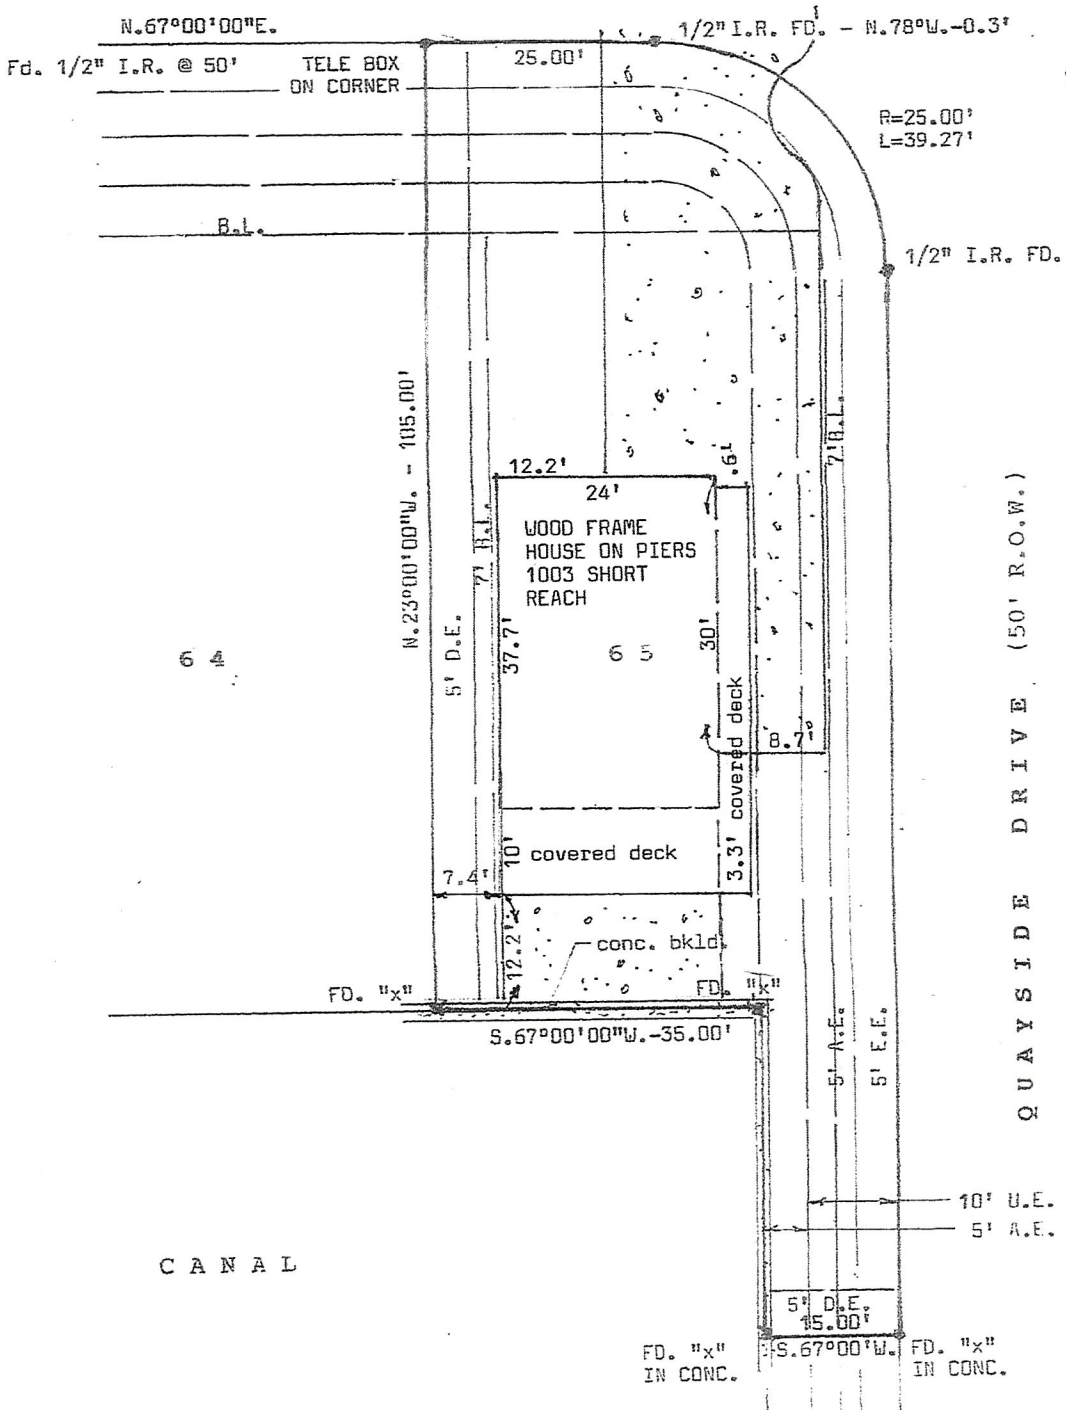 N.67°00'00"E.
1/2" I.R. FD. - N.78°W.-0.3'
Fd. 1/2" I.R. @ 50'
TELE BOX
ON CORNER
25.00'
R=25.00'
L=39.27'
B.L.
1/2" I.R. FD.
N.23°00'00"W. - 105.00'
7' B.L.
12.2'
.6'
24'
WOOD FRAME
HOUSE ON PIERS
1003 SHORT
REACH
7' B.L.
5' D.E.
37.7'
30'
64
65
covered deck
8.7'
QUAYSIDE DRIVE (50' R.O.W.)
10'
covered deck
3.3'
7.4'
12.2'
conc. bkld.
FD. "x"
FD. "x"
S.67°00'00"W.-35.00'
5' A.E.
5' E.E.
10' U.E.
5' A.E.
CANAL
5' D.E.
15.00'
FD. "x"
IN CONC.
S.67°00'W.
FD. "x"
IN CONC.